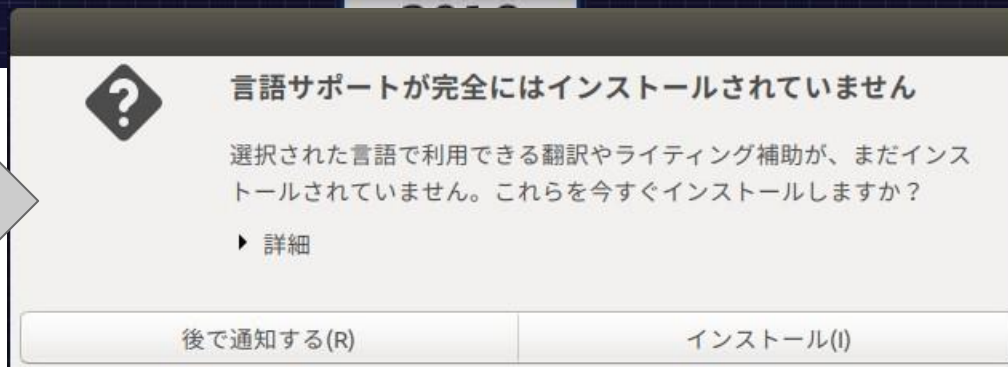 言語サポートが完全にはインストールされていません
選択された言語で利用できる翻訳やライティング補助が、まだインス
トールされていません。これらを今すぐインストールしますか？
詳細
後で通知する(R)
インストール(I)